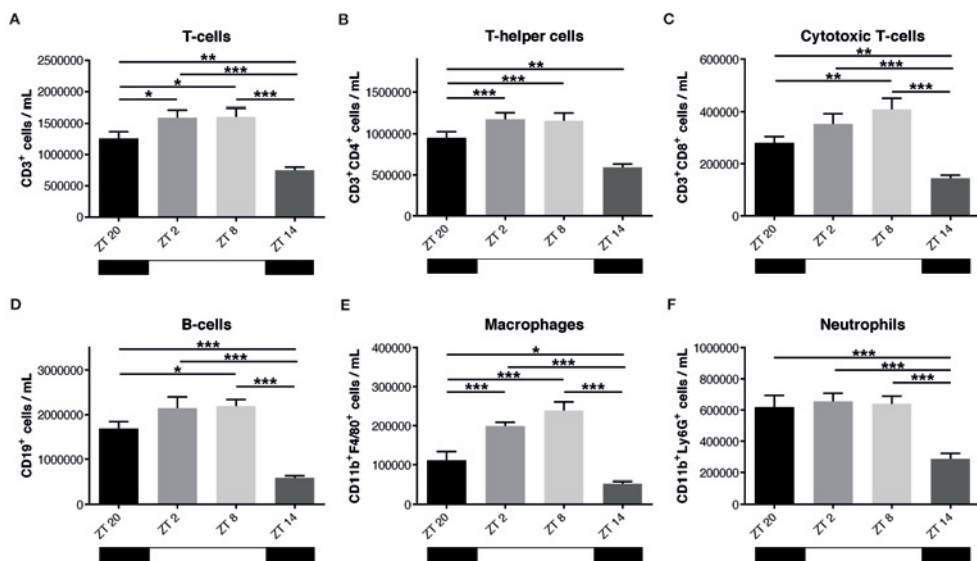 A
T-cells
CD3+ cells / mL
2500000
2000000
1500000
1000000
500000
0
**
***
*
*
***
ZT 20
ZT 2
ZT 8
ZT 14
B
T-helper cells
CD3+CD4+ cells / mL
1500000
1000000
500000
0
**
***
***
ZT 20
ZT 2
ZT 8
ZT 14
C
Cytotoxic T-cells
CD3+CD8+ cells / mL
600000
400000
200000
0
**
***
**
***
ZT 20
ZT 2
ZT 8
ZT 14
D
B-cells
CD19+ cells / mL
3000000
2000000
1000000
0
***
***
*
***
ZT 20
ZT 2
ZT 8
ZT 14
E
Macrophages
CD11b+F4/80+ cells / mL
400000
300000
200000
100000
0
*
***
***
***
***
ZT 20
ZT 2
ZT 8
ZT 14
F
Neutrophils
CD11b+Ly6G+ cells / mL
1000000
800000
600000
400000
200000
0
***
***
***
ZT 20
ZT 2
ZT 8
ZT 14